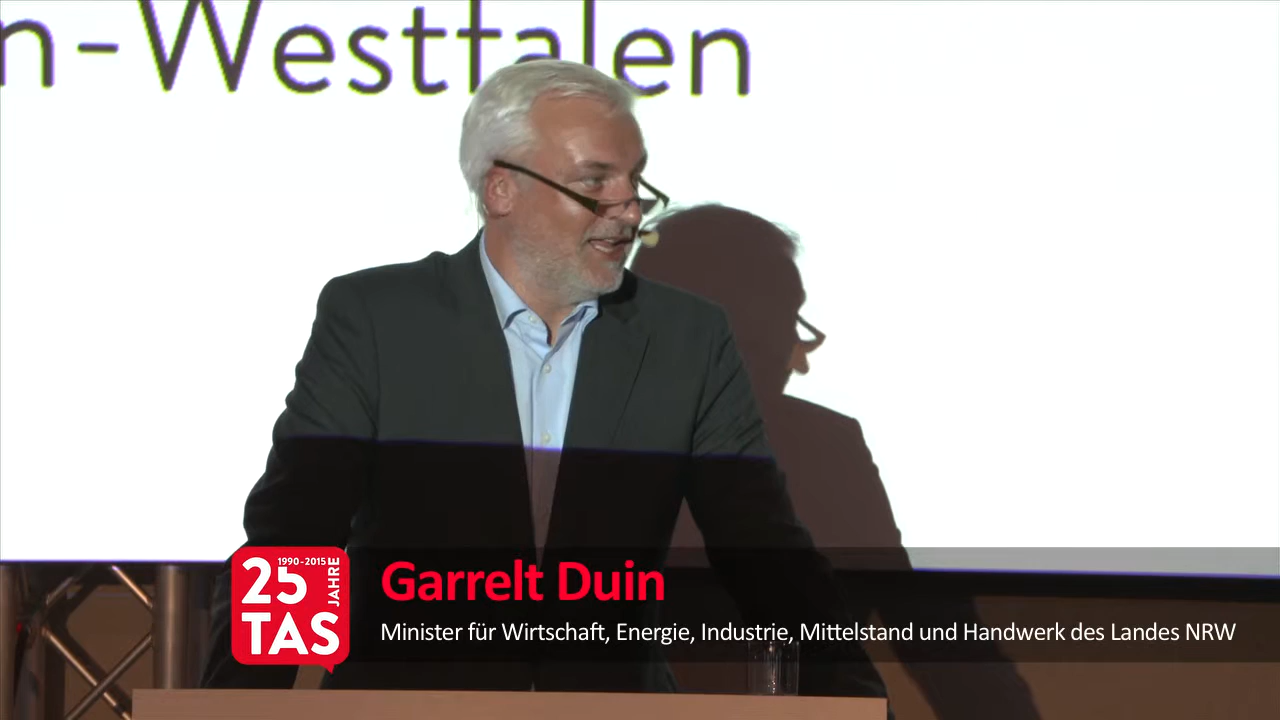 n-Westfalen
25
1990-2015
JAHRE
TAS
Garrelt Duin
Minister für Wirtschaft, Energie, Industrie, Mittelstand und Handwerk des Landes NRW